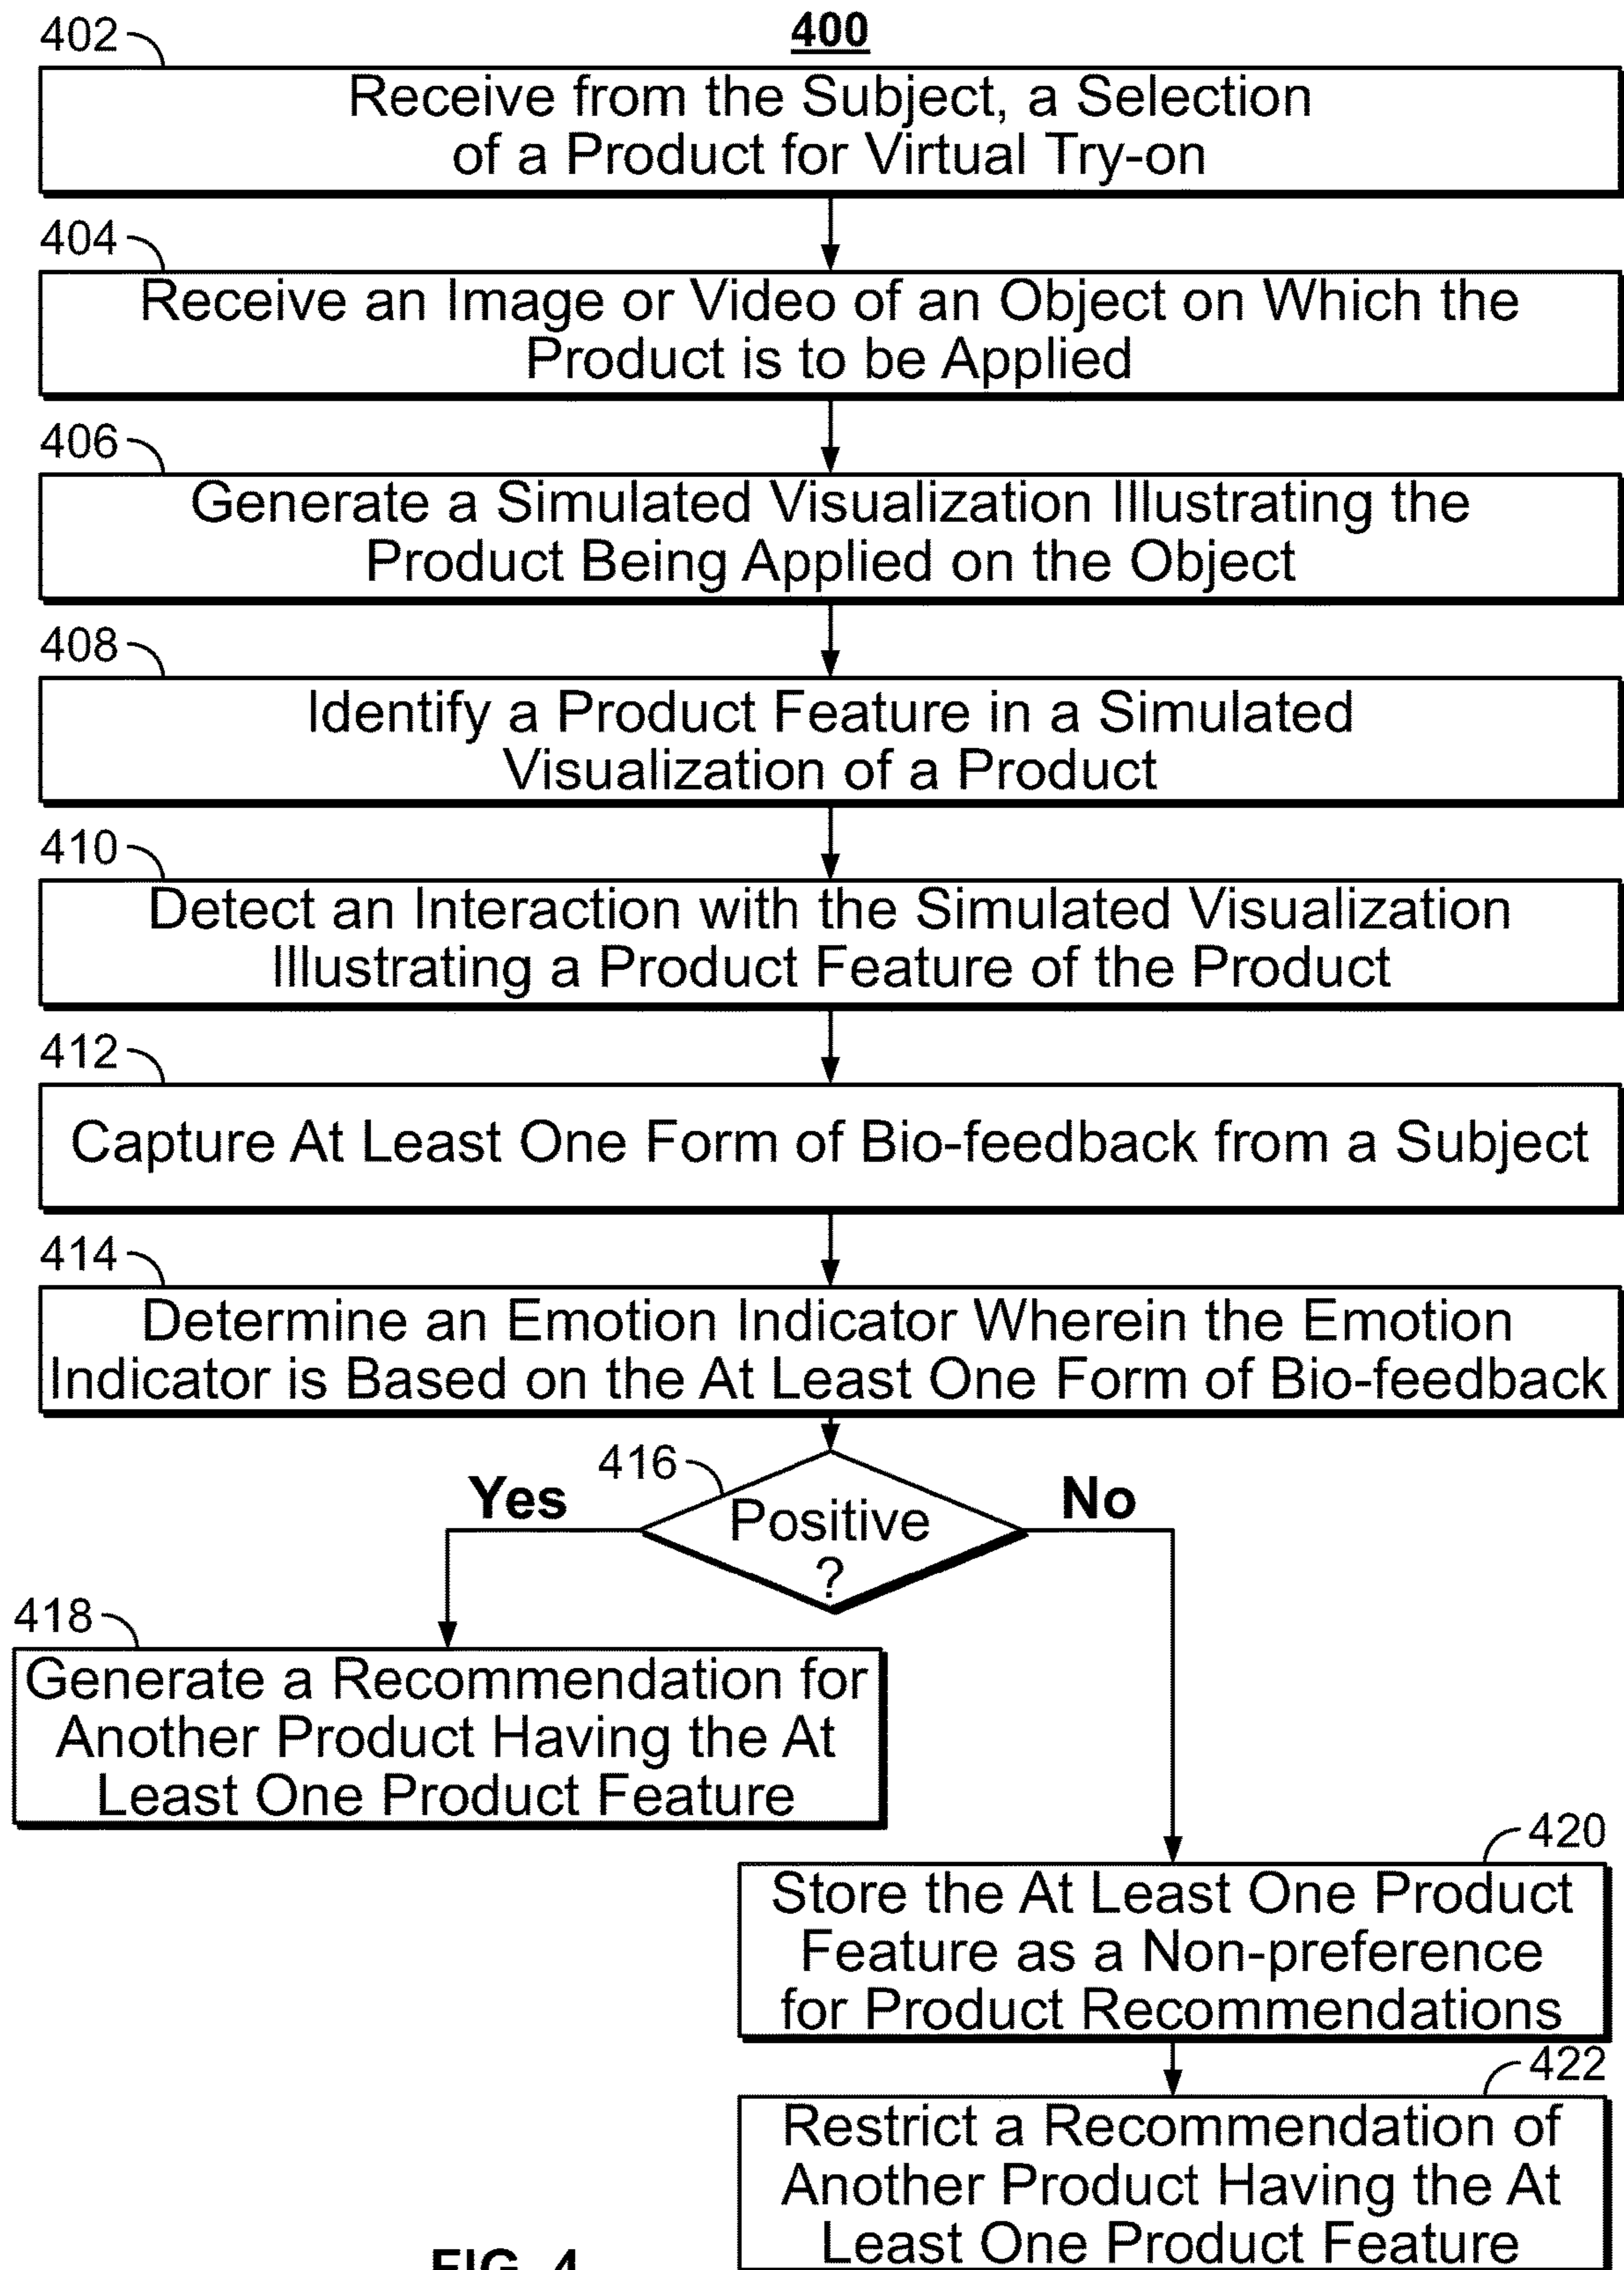 400
402
Receive from the Subject, a Selection
of a Product for Virtual Try-on
404
Receive an Image or Video of an Object on Which the
Product is to be Applied
406
Generate a Simulated Visualization Illustrating the
Product Being Applied on the Object
408
Identify a Product Feature in a Simulated
Visualization of a Product
410
Detect an Interaction with the Simulated Visualization
Illustrating a Product Feature of the Product
412
Capture At Least One Form of Bio-feedback from a Subject
414
Determine an Emotion Indicator Wherein the Emotion
Indicator is Based on the At Least One Form of Bio-feedback
416
Yes
Positive
?
No
418
Generate a Recommendation for
Another Product Having the At
Least One Product Feature
420
Store the At Least One Product
Feature as a Non-preference
for Product Recommendations
422
Restrict a Recommendation of
Another Product Having the At
Least One Product Feature
FIG. 4